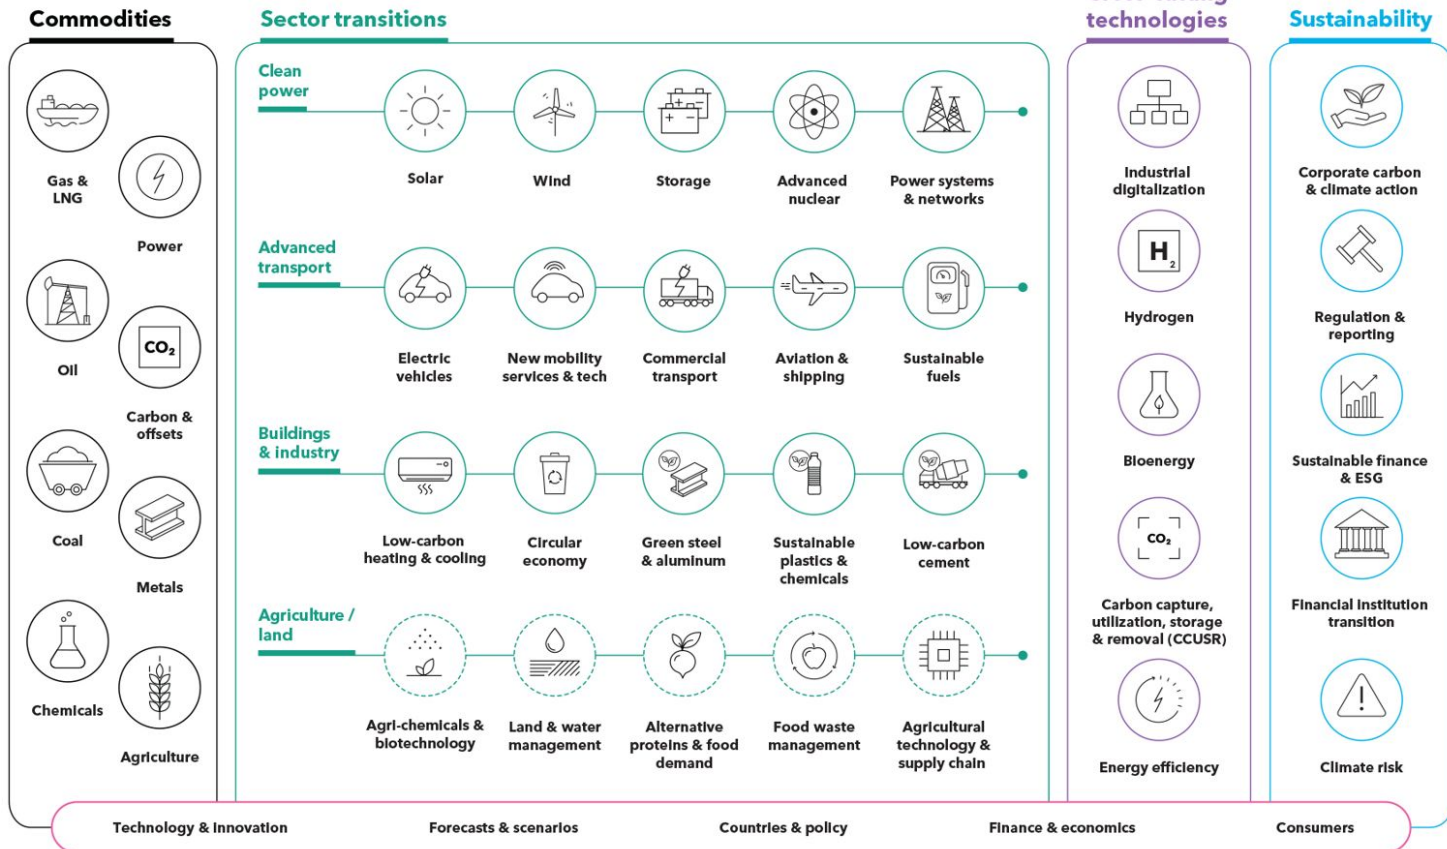 Commodities
Gas &
LNG
Power
Oil
CO₂
Carbon &
offsets
Coal
Metals
Chemicals
Agriculture
Sector transitions
Clean
power
Solar
Wind
Storage
Advanced
nuclear
Power systems
& networks
Advanced
transport
Electric
vehicles
New mobility
services & tech
Commercial
transport
Aviation &
shipping
Sustainable
fuels
Buildings
& industry
Low-carbon
heating & cooling
Circular
economy
Green steel
& aluminum
Sustainable
plastics &
chemicals
Low-carbon
cement
Agriculture /
land
Agri-chemicals &
biotechnology
Land & water
management
Alternative
proteins & food
demand
Food waste
management
Agricultural
technology &
supply chain
technologies
Industrial
digitalization
H₂
Hydrogen
Bioenergy
CO₂
Carbon capture,
utilization, storage
& removal (CCUSR)
Energy efficiency
Sustainability
Corporate carbon
& climate action
Regulation &
reporting
Sustainable finance
& ESG
Financial institution
transition
Climate risk
Technology & innovation
Forecasts & scenarios
Countries & policy
Finance & economics
Consumers